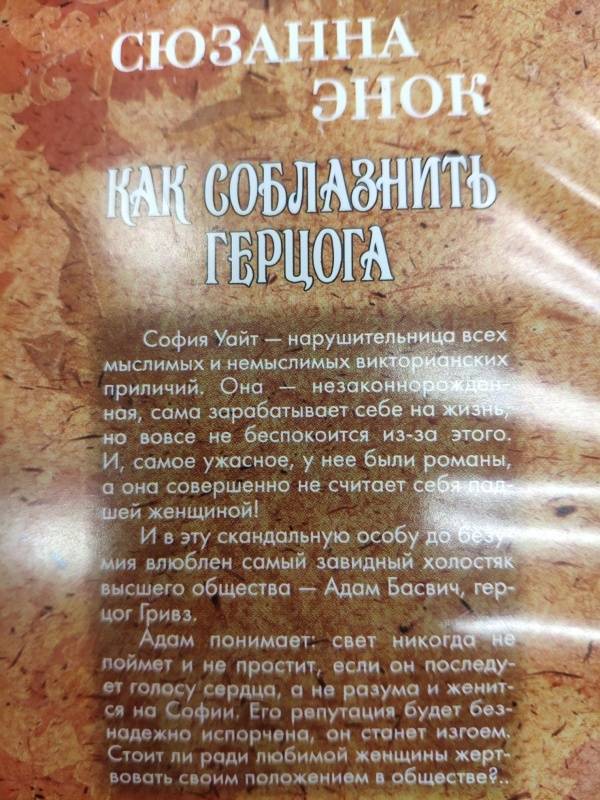 СЮЗАННА
ЭНОК
КАК СОБЛАЗНИТЬ
ГЕРЦОГА
София Уайт — нарушительница всех
мыслимых и немыслимых викторианских
приличий. Она — незаконнорожден-
ная, сама зарабатывает себе на жизнь,
но вовсе не беспокоится из-за этого.
И, самое ужасное, у нее были романы,
а она совершенно не считает себя пад-
шей женщиной!
И в эту скандальную особу до безу-
мия влюблен самый завидный холостяк
высшего общества — Адам Басвич, гер-
цог Гривз.
Адам понимает: свет никогда не
поймет и не простит, если он последу-
ет голосу сердца, а не разума и женит-
ся на Софии. Его репутация будет без-
надежно испорчена, он станет изгоем.
Стоит ли ради любимой женщины жерт-
вовать своим положением в обществе?..